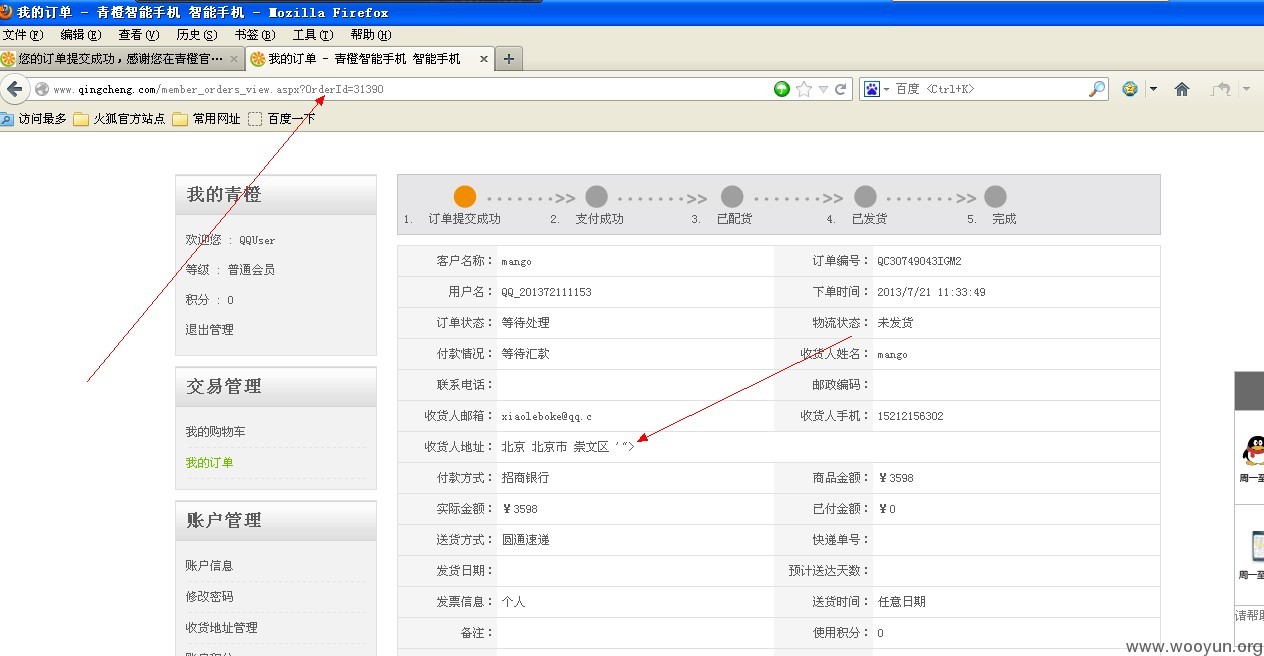 我的订单 - 青橙智能手机 智能手机 - Mozilla Firefox
文件(F) 编辑(E) 查看(V) 历史(S) 书签(B) 工具(T) 帮助(H)
您的订单提交成功，感谢您在青橙官··· × 我的订单 - 青橙智能手机 智能手机 × +
www.qingcheng.com/member_orders_view.aspx?OrderId=31390 百度 <Ctrl+K>
访问最多 火狐官方站点 常用网址 百度一下
我的青橙
欢迎您 : QQUser
等级 : 普通会员
积分 : 0
退出管理
交易管理
我的购物车
我的订单
账户管理
账户信息
修改密码
收货地址管理
1. 订单提交成功 2. 支付成功 3. 已配货 4. 已发货 5. 完成
客户名称： mango 订单编号： QC30749043IGM2
用户名： QQ_201372111153 下单时间： 2013/7/21 11:33:49
订单状态： 等待处理 物流状态： 未发货
付款情况： 等待汇款 收货人姓名： mango
联系电话： 邮政编码：
收货人邮箱： xiaoleboke@qq.c 收货人手机： 15212156302
收货人地址： 北京 北京市 崇文区 '">
付款方式： 招商银行 商品金额： ￥3598
实际金额： ￥3598 已付金额： ￥0
送货方式： 圆通速递 快递单号：
发货日期： 预计送达天数：
发票信息： 个人 送货时间： 任意日期
备注： 使用积分： 0
周一至
周一至
请帮助
www.wooyun.org